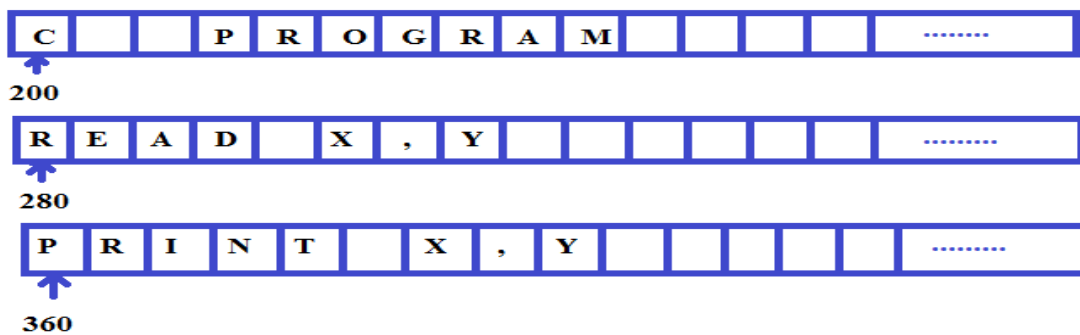 C PROGRAM ........
200
READ X,Y .........
280
PRINT X,Y .........
360